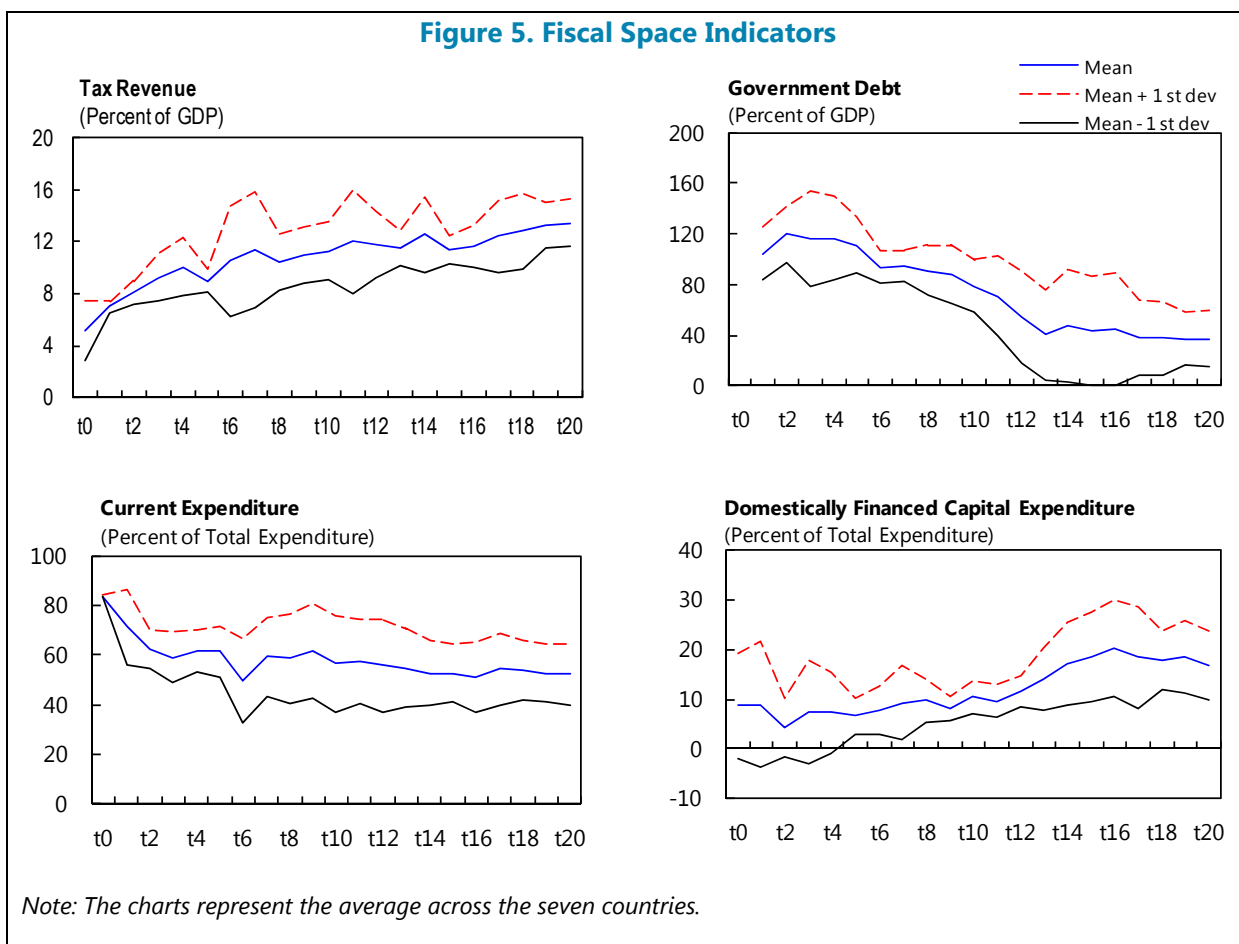 Figure 5. Fiscal Space Indicators
Tax Revenue
(Percent of GDP)
20
16
12
8
4
0
t0 t2 t4 t6 t8 t10 t12 t14 t16 t18 t20
Government Debt
(Percent of GDP)
Mean
Mean + 1 st dev
Mean - 1 st dev
200
160
120
80
40
0
t0 t2 t4 t6 t8 t10 t12 t14 t16 t18 t20
Current Expenditure
(Percent of Total Expenditure)
100
80
60
40
20
0
t0 t2 t4 t6 t8 t10 t12 t14 t16 t18 t20
Domestically Financed Capital Expenditure
(Percent of Total Expenditure)
40
30
20
10
0
-10
t0 t2 t4 t6 t8 t10 t12 t14 t16 t18 t20
Note: The charts represent the average across the seven countries.